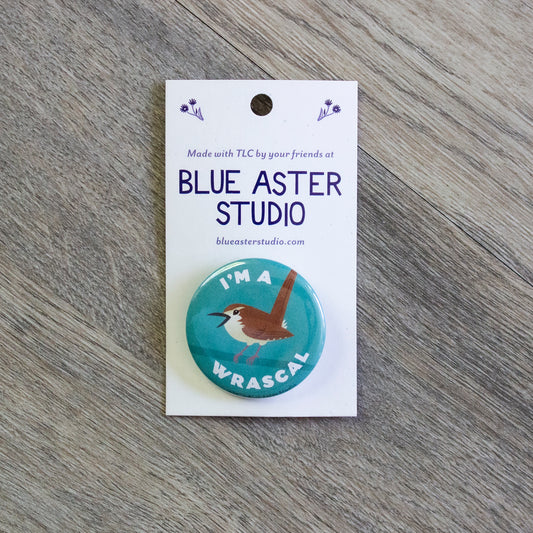 Made with TLC by your friends at
BLUE ASTER
STUDIO
blueasterstudio.com
I'M A
WRASCAL